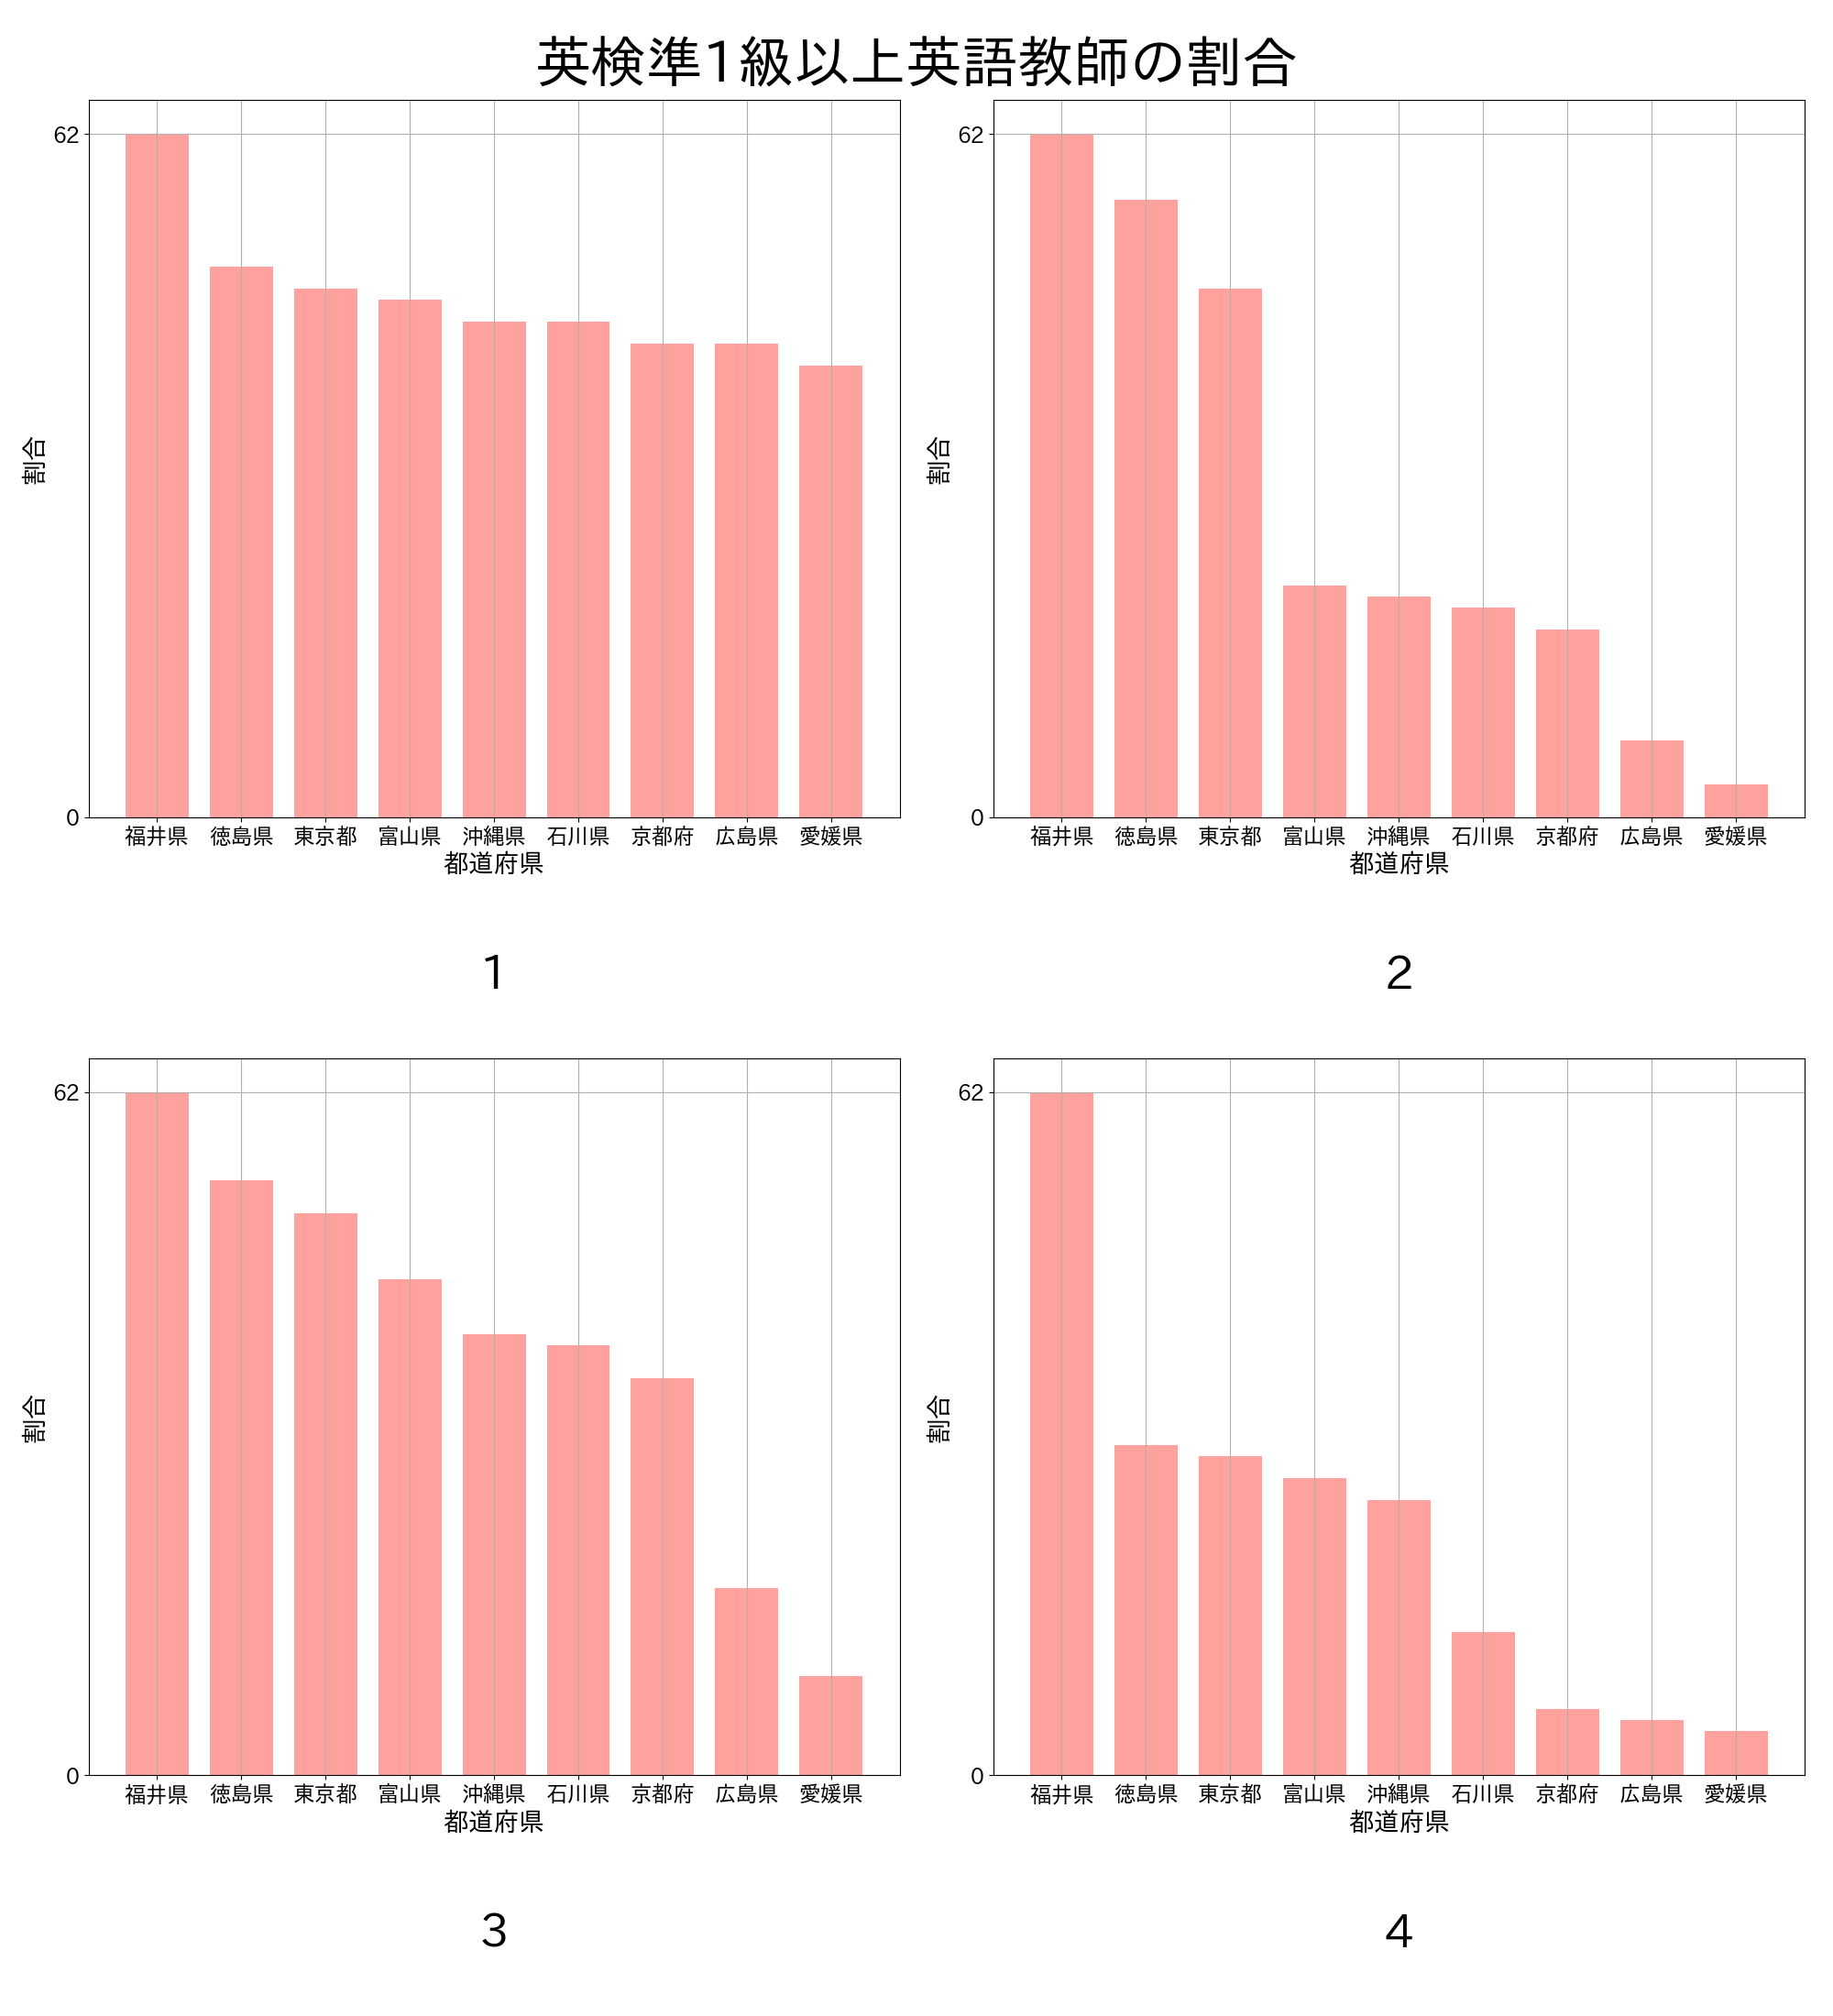 英検準1級以上英語教師の割合
62
0
割合
福井県 徳島県 東京都 富山県 沖縄県 石川県 京都府 広島県 愛媛県
都道府県
1
62
0
割合
福井県 徳島県 東京都 富山県 沖縄県 石川県 京都府 広島県 愛媛県
都道府県
2
62
0
割合
福井県 徳島県 東京都 富山県 沖縄県 石川県 京都府 広島県 愛媛県
都道府県
3
62
0
割合
福井県 徳島県 東京都 富山県 沖縄県 石川県 京都府 広島県 愛媛県
都道府県
4